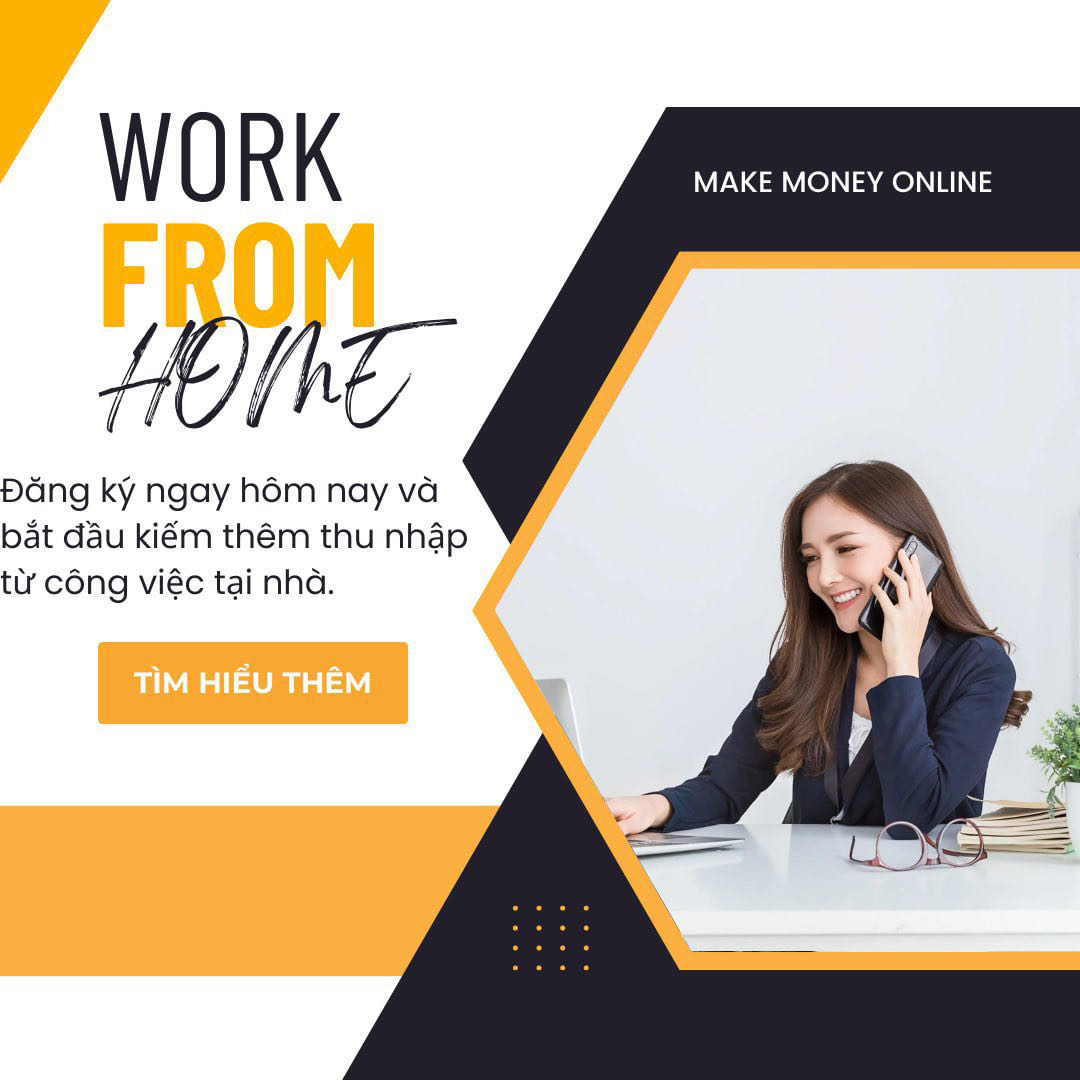 WORK
FROM
HOME
MAKE MONEY ONLINE
Đăng ký ngay hôm nay và
bắt đầu kiếm thêm thu nhập
từ công việc tại nhà.
TÌM HIỂU THÊM